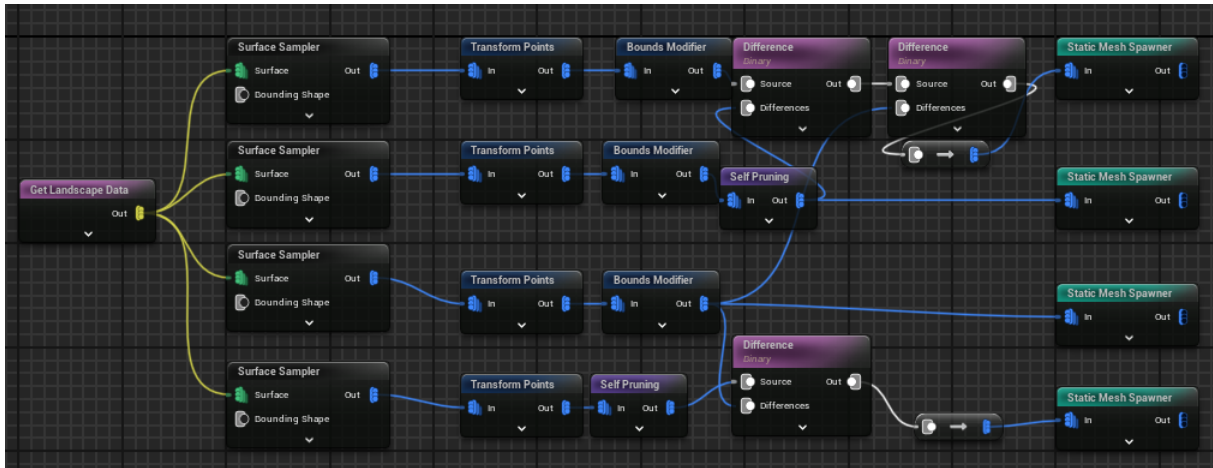 Surface Sampler
Surface Out
Bounding Shape
Transform Points
In Out
Bounds Modifier
In Out
Difference
Binary
Source Out
Differences
Difference
Binary
Source Out
Differences
Static Mesh Spawner
In Out
Get Landscape Data
Out
Surface Sampler
Surface Out
Bounding Shape
Transform Points
In Out
Bounds Modifier
In Out
Self Pruning
In Out
Static Mesh Spawner
In Out
Surface Sampler
Surface Out
Bounding Shape
Transform Points
In Out
Bounds Modifier
In Out
Static Mesh Spawner
In Out
Surface Sampler
Surface Out
Bounding Shape
Transform Points
In Out
Self Pruning
In Out
Difference
Binary
Source Out
Differences
Static Mesh Spawner
In Out